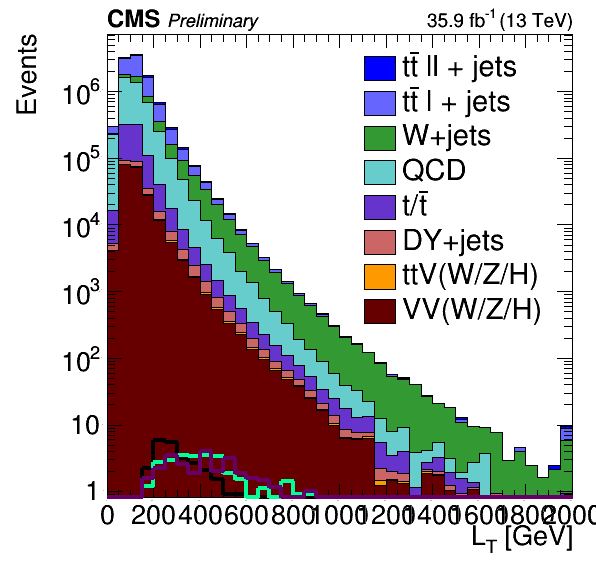 CMS Preliminary 35.9 fb⁻¹ (13 TeV)
Events
tt̄ ll + jets
tt̄ l + jets
W+jets
QCD
t/t̄
DY+jets
ttV(W/Z/H)
VV(W/Z/H)
10⁶
10⁵
10⁴
10³
10²
10
1
0 200 400 600 800 1000 1200 1400 1600 1800 2000
L_T [GeV]